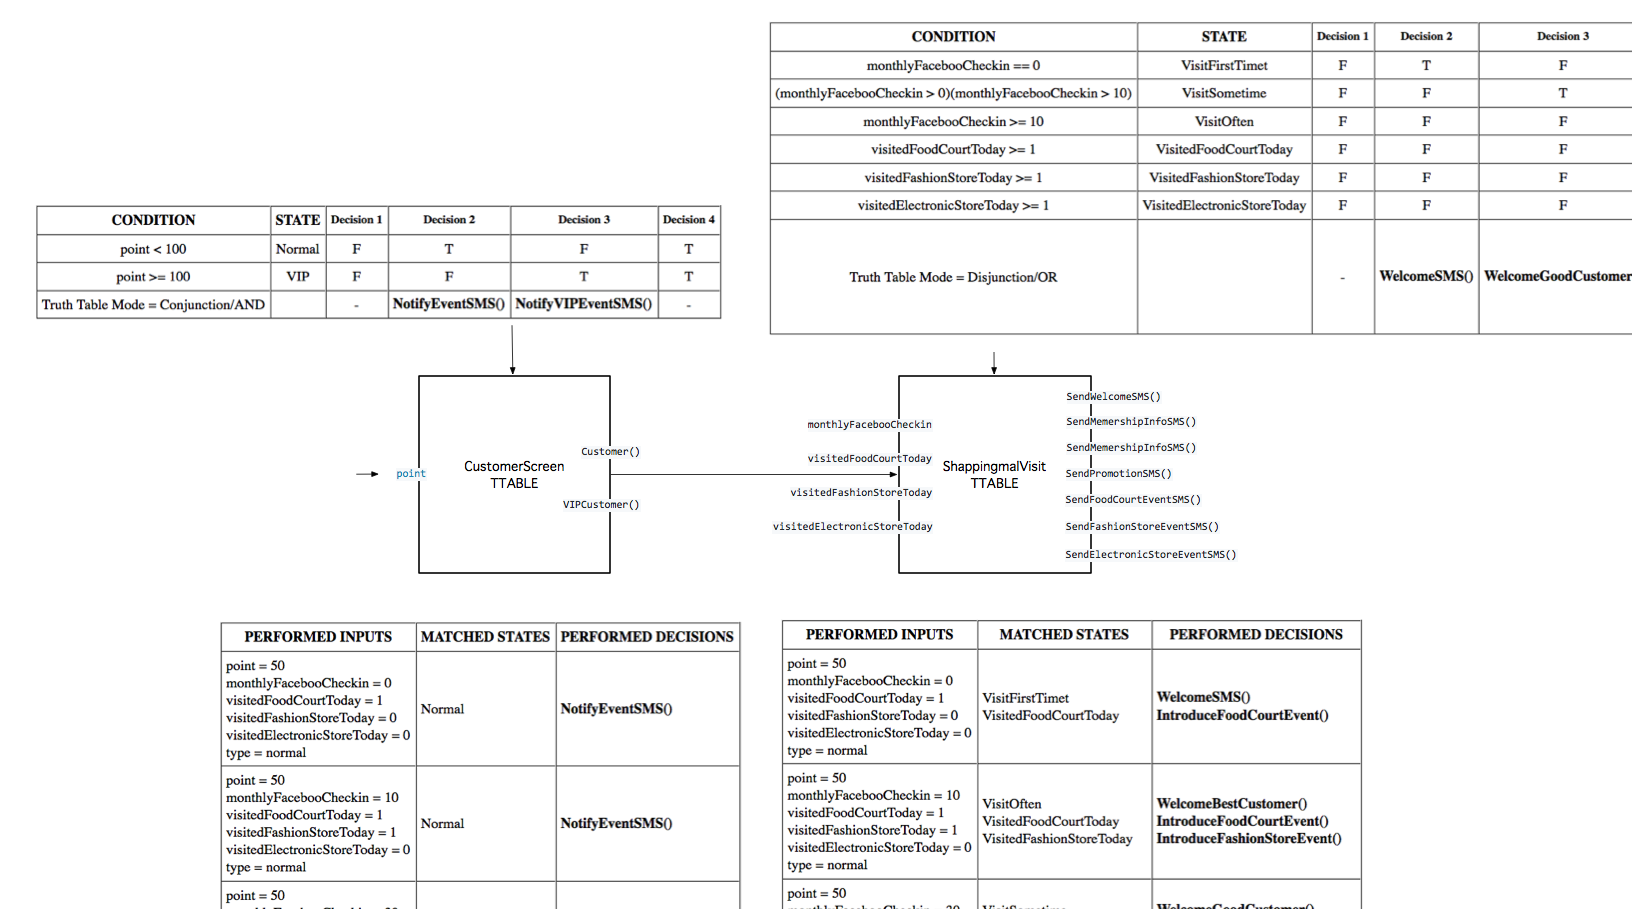 CONDITION STATE Decision 1 Decision 2 Decision 3
monthlyFacebooCheckin == 0 VisitFirstTimet F T F
(monthlyFacebooCheckin > 0)(monthlyFacebooCheckin > 10) VisitSometime F F T
monthlyFacebooCheckin >= 10 VisitOften F F F
visitedFoodCourtToday >= 1 VisitedFoodCourtToday F F F
visitedFashionStoreToday >= 1 VisitedFashionStoreToday F F F
visitedElectronicStoreToday >= 1 VisitedElectronicStoreToday F F F
Truth Table Mode = Disjunction/OR - WelcomeSMS() WelcomeGoodCustomer
CONDITION STATE Decision 1 Decision 2 Decision 3 Decision 4
point < 100 Normal F T F T
point >= 100 VIP F F T T
Truth Table Mode = Conjunction/AND - NotifyEventSMS() NotifyVIPEventSMS() -
point
CustomerScreen
TTABLE
Customer()
VIPCustomer()
monthlyFacebooCheckin
visitedFoodCourtToday
visitedFashionStoreToday
visitedElectronicStoreToday
ShappingmalVisit
TTABLE
SendWelcomeSMS()
SendMemershipInfoSMS()
SendMemershipInfoSMS()
SendPromotionSMS()
SendFoodCourtEventSMS()
SendFashionStoreEventSMS()
SendElectronicStoreEventSMS()
PERFORMED INPUTS MATCHED STATES PERFORMED DECISIONS
point = 50
monthlyFacebooCheckin = 0
visitedFoodCourtToday = 1
visitedFashionStoreToday = 0
visitedElectronicStoreToday = 0
type = normal
Normal
NotifyEventSMS()
point = 50
monthlyFacebooCheckin = 10
visitedFoodCourtToday = 1
visitedFashionStoreToday = 1
visitedElectronicStoreToday = 0
type = normal
Normal
NotifyEventSMS()
point = 50
PERFORMED INPUTS MATCHED STATES PERFORMED DECISIONS
point = 50
monthlyFacebooCheckin = 0
visitedFoodCourtToday = 1
visitedFashionStoreToday = 0
visitedElectronicStoreToday = 0
type = normal
VisitFirstTimet
VisitedFoodCourtToday
WelcomeSMS()
IntroduceFoodCourtEvent()
point = 50
monthlyFacebooCheckin = 10
visitedFoodCourtToday = 1
visitedFashionStoreToday = 1
visitedElectronicStoreToday = 0
type = normal
VisitOften
VisitedFoodCourtToday
VisitedFashionStoreToday
WelcomeBestCustomer()
IntroduceFoodCourtEvent()
IntroduceFashionStoreEvent()
point = 50